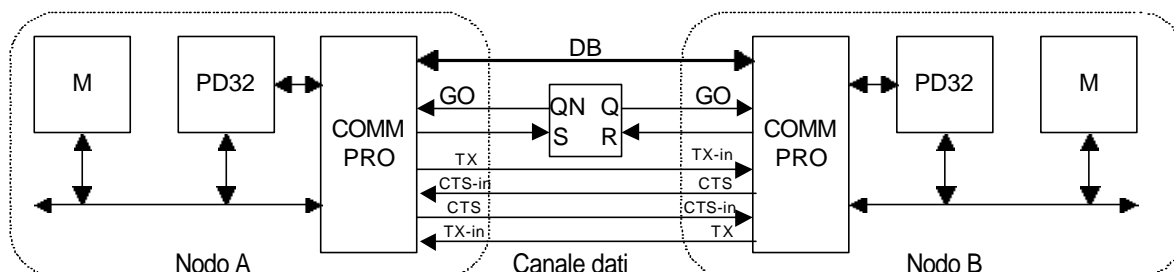 DB
M
PD32
COMM
PRO
GO
QN Q
S R
GO
COMM
PRO
PD32
M
TX
TX-in
CTS-in
CTS
CTS
CTS-in
TX-in
TX
Nodo A
Canale dati
Nodo B